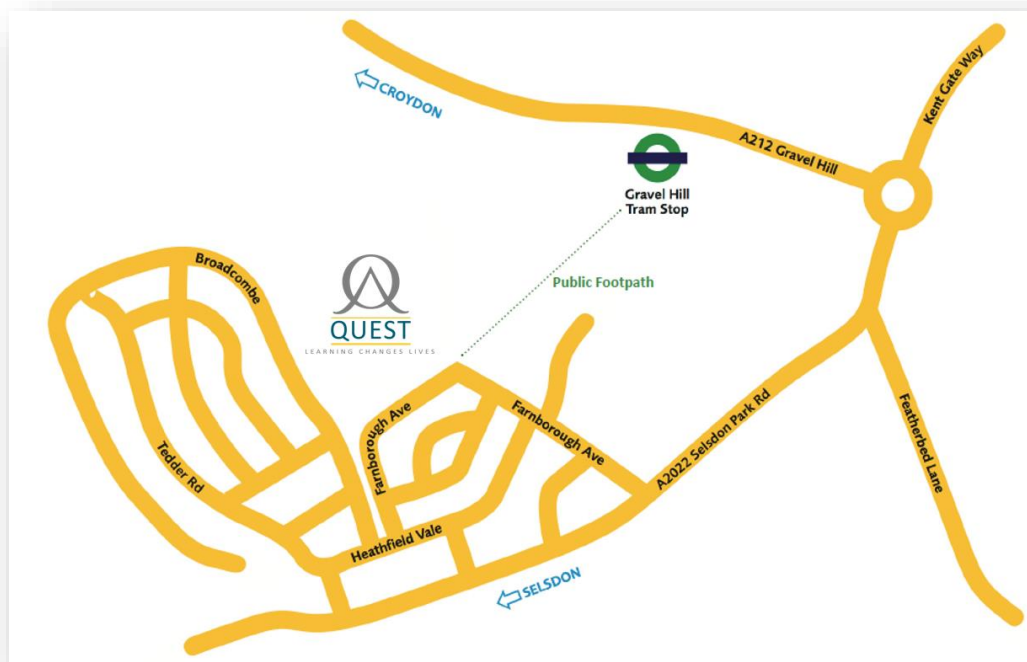 Kent Gate Way
CROYDON
A212 Gravel Hill
Gravel Hill
Tram Stop
Broadcombe
Public Footpath
QUEST
LEARNING CHANGES LIVES
Farnborough Ave
Farnborough Ave
A2022 Selsdon Park Rd
Featherbed Lane
Tedder Rd
Heathfield Vale
SELSDON